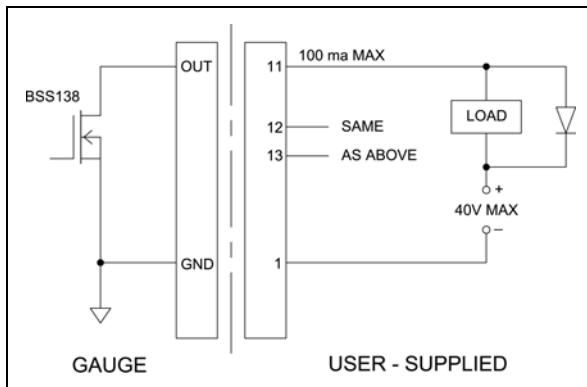 OUT
11
100 ma MAX
BSS138
LOAD
12
SAME
13
AS ABOVE
+
40V MAX
–
GND
1
GAUGE
USER - SUPPLIED